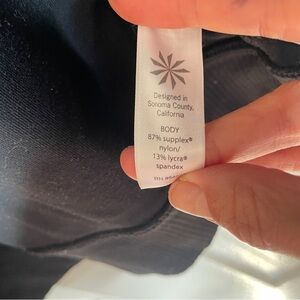 Designed in
Sonoma County,
California
BODY
87% supplex®
nylon/
13% lycra®
spandex